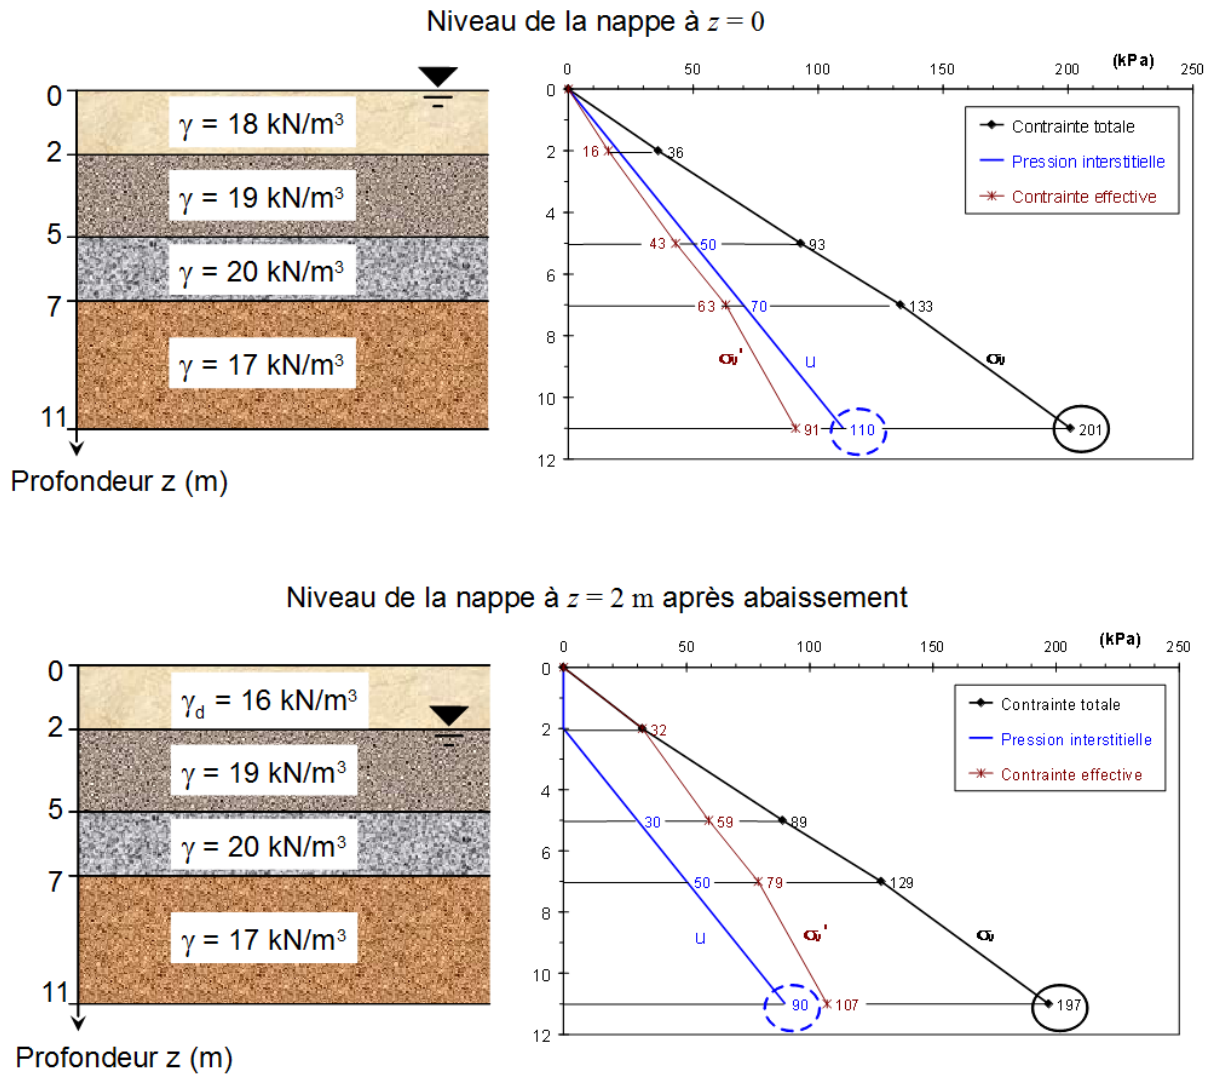 Niveau de la nappe à z = 0
0
γ = 18 kN/m³
2
γ = 19 kN/m³
5
γ = 20 kN/m³
7
γ = 17 kN/m³
11
Profondeur z (m)
(kPa)
0 50 100 150 200 250
0
2
4
6
8
10
12
Contrainte totale
Pression interstitielle
Contrainte effective
16 36
43 50 93
63 70 133
σv' u σv
91 110 201
Niveau de la nappe à z = 2 m après abaissement
0
γd = 16 kN/m³
2
γ = 19 kN/m³
5
γ = 20 kN/m³
7
γ = 17 kN/m³
11
Profondeur z (m)
(kPa)
0 50 100 150 200 250
0
2
4
6
8
10
12
Contrainte totale
Pression interstitielle
Contrainte effective
32
30 59 89
50 79 129
u σv' σv
90 107 197